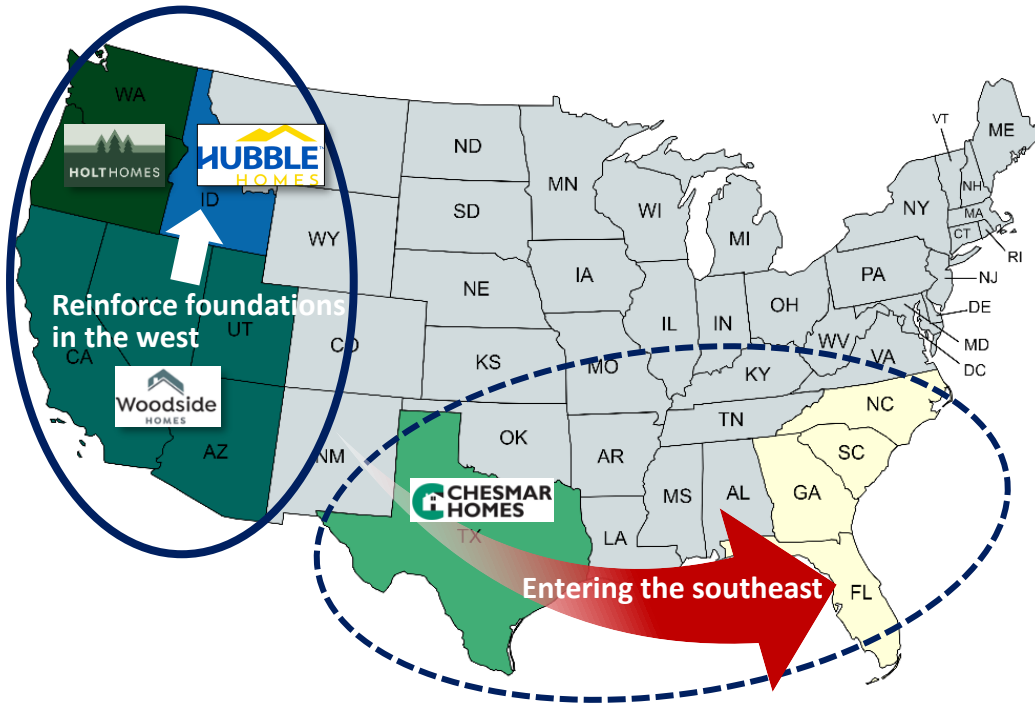 WA
HOLT HOMES
HUBBLE
HOMES
ID
Reinforce foundations
in the west
CA
UT
Woodside
HOMES
AZ
ND
SD
WY
NE
CO
KS
NM
OK
MN
WI
IA
MI
IL
IN
OH
MO
KY
WV
VA
PA
NY
VT
NH
ME
MA
CT
RI
NJ
DE
MD
DC
TN
NC
SC
AR
MS
AL
GA
LA
CHESMAR
HOMES
TX
Entering the southeast
FL